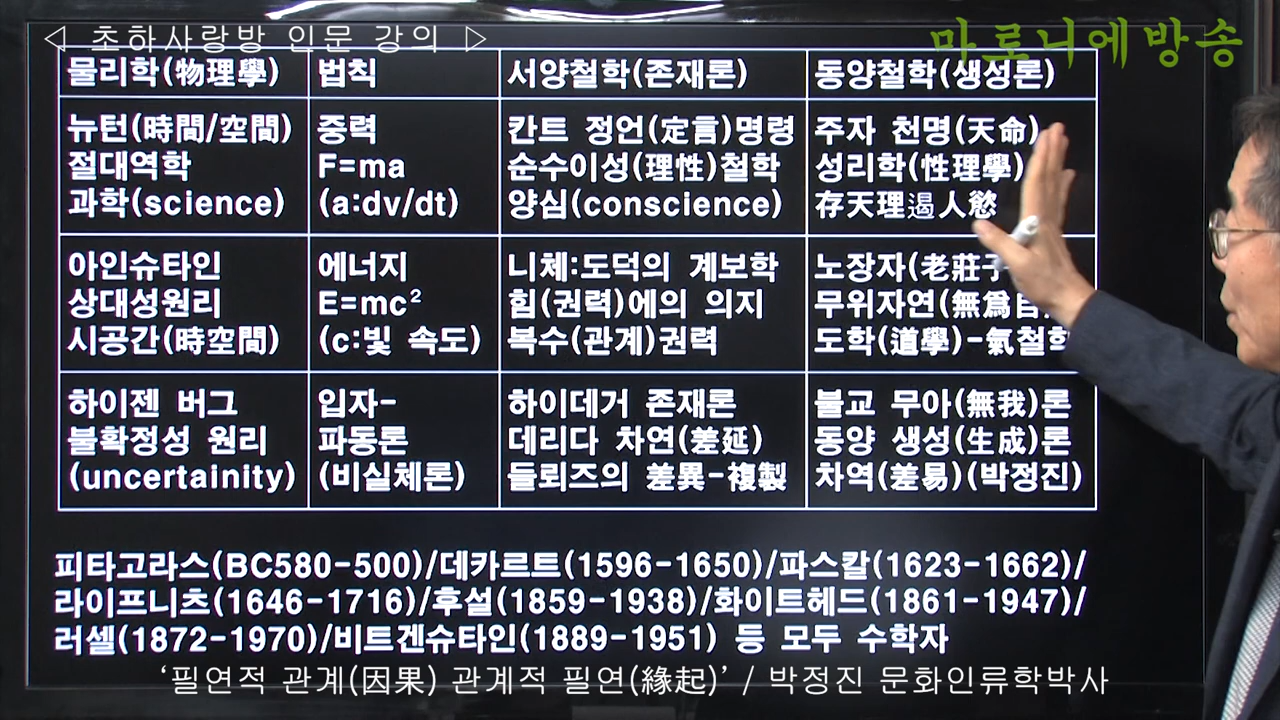 ◁ 초하사랑방 인문 강의 ▷
마로니에방송
물리학(物理學) 법칙 서양철학(존재론) 동양철학(생성론)
뉴턴(時間/空間) 중력 칸트 정언(定言)명령 주자 천명(天命)
절대역학 F=ma 순수이성(理性)철학 성리학(性理學)
과학(science) (a:dv/dt) 양심(conscience) 存天理遏人慾
아인슈타인 에너지 니체:도덕의 계보학 노장자(老莊子
상대성원리 E=mc² 힘(권력)에의 의지 무위자연(無爲自
시공간(時空間) (c:빛 속도) 복수(관계)권력 도학(道學)-氣철학
하이젠 버그 입자- 하이데거 존재론 불교 무아(無我)론
불확정성 원리 파동론 데리다 차연(差延) 동양 생성(生成)론
(uncertainity) (비실체론) 들뢰즈의 差異-複製 차역(差易)(박정진)
피타고라스(BC580-500)/데카르트(1596-1650)/파스칼(1623-1662)/
라이프니츠(1646-1716)/후설(1859-1938)/화이트헤드(1861-1947)/
러셀(1872-1970)/비트겐슈타인(1889-1951) 등 모두 수학자
‘필연적 관계(因果) 관계적 필연(緣起)’ / 박정진 문화인류학박사